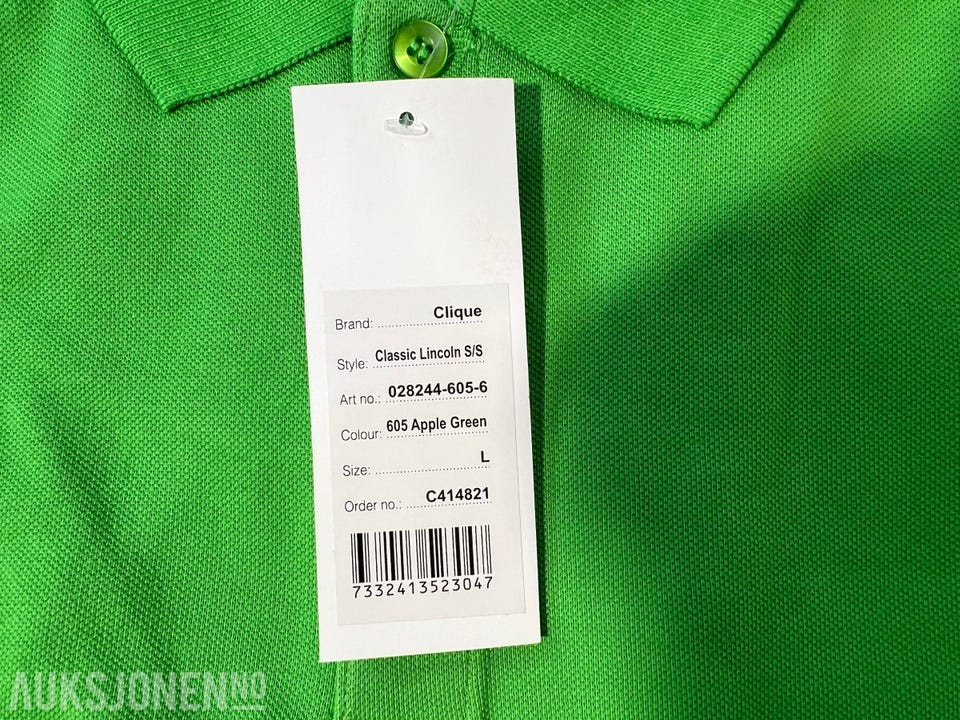 Brand: Clique
Style: Classic Lincoln S/S
Art no.: 028244-605-6
Colour: 605 Apple Green
Size: L
Order no.: C414821
7332413523047
AUKSJONEN NO